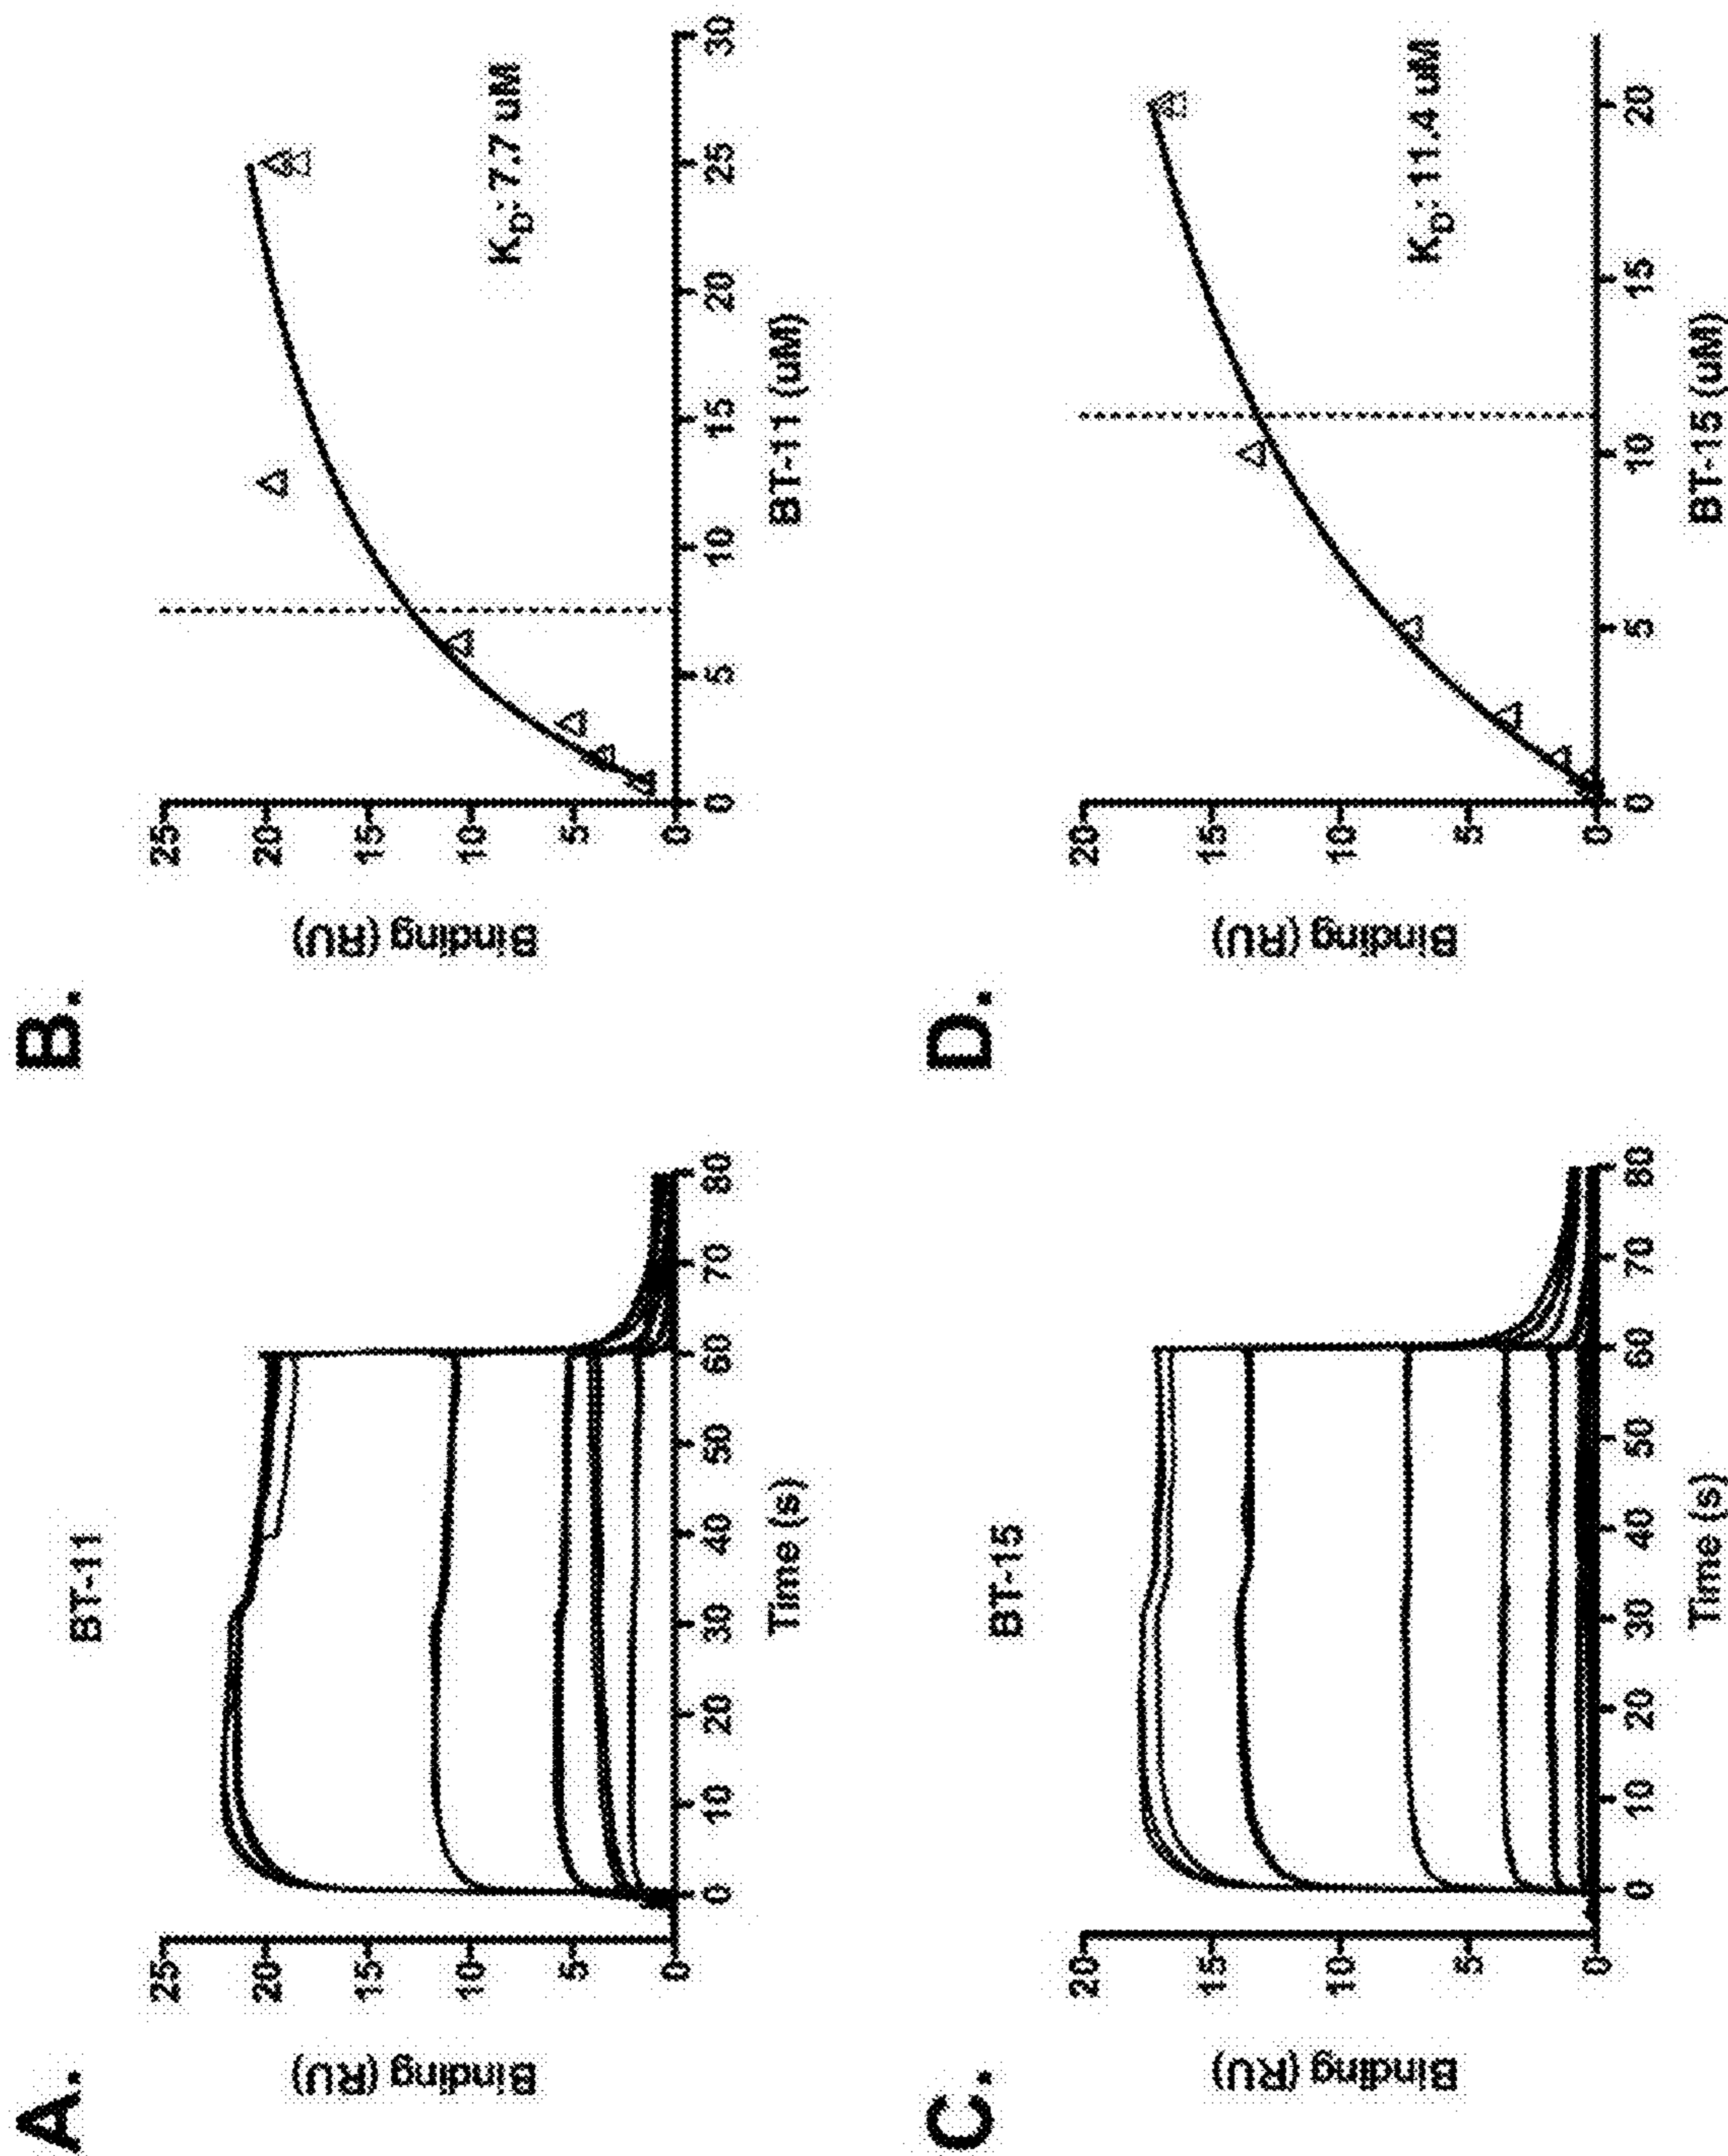 A.
BT-11
Binding (RU)
25
20
15
10
5
0
0 10 20 30 40 50 60 70 80
Time (s)
B.
Binding (RU)
25
20
15
10
5
0
K_D: 7.7 uM
0 5 10 15 20 25 30
BT-11 (uM)
C.
BT-15
Binding (RU)
20
15
10
5
0
0 10 20 30 40 50 60 70 80
Time (s)
D.
Binding (RU)
20
15
10
5
0
K_D: 11.4 uM
0 5 10 15 20
BT-15 (uM)